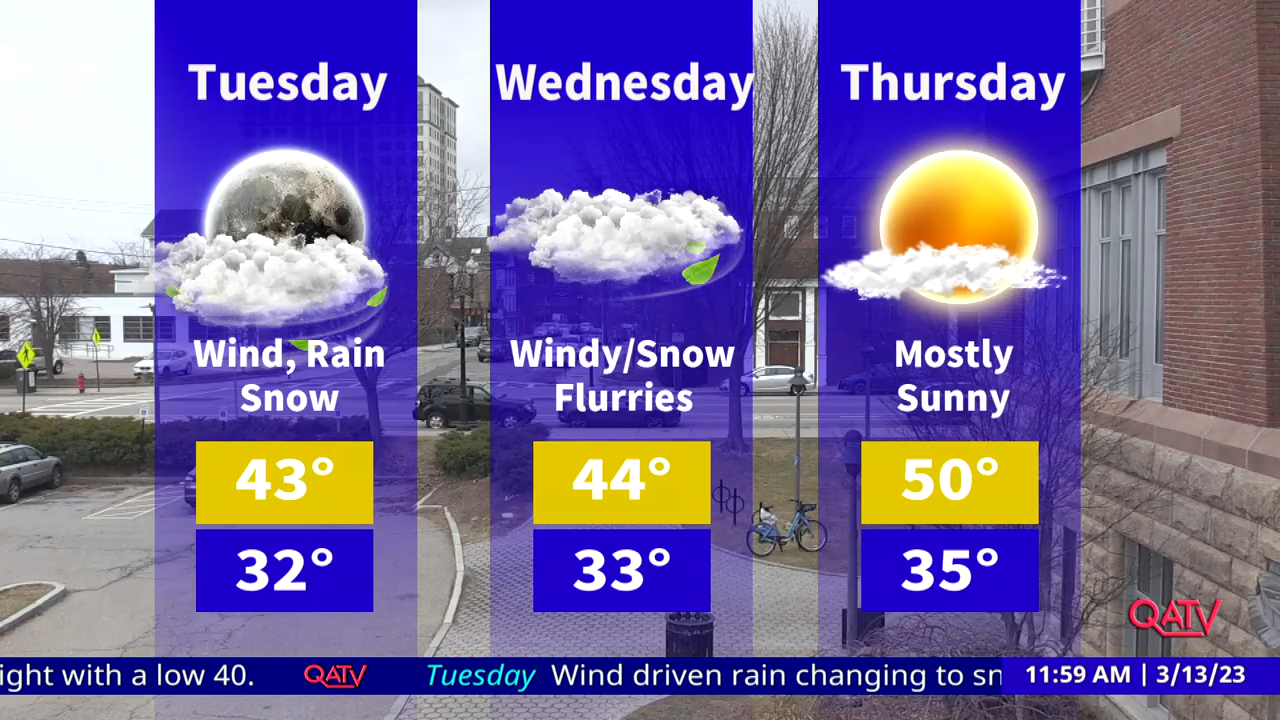 Tuesday
Wednesday
Thursday
Wind, Rain
Snow
Windy/Snow
Flurries
Mostly
Sunny
43°
44°
50°
32°
33°
35°
QATV
ight with a low 40. QATV Tuesday Wind driven rain changing to sn
11:59 AM | 3/13/23